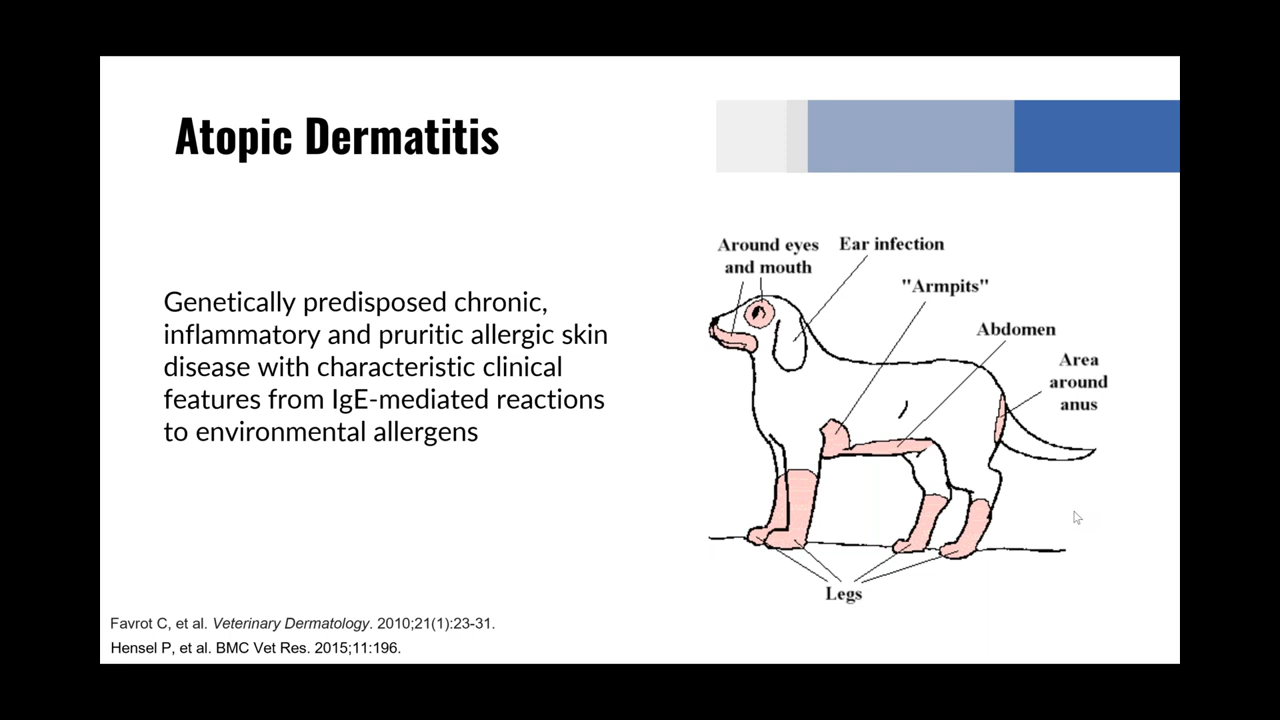 Atopic Dermatitis
Genetically predisposed chronic,
inflammatory and pruritic allergic skin
disease with characteristic clinical
features from IgE-mediated reactions
to environmental allergens
Around eyes
and mouth
Ear infection
"Armpits"
Abdomen
Area
around
anus
Legs
Favrot C, et al. Veterinary Dermatology. 2010;21(1):23-31.
Hensel P, et al. BMC Vet Res. 2015;11:196.